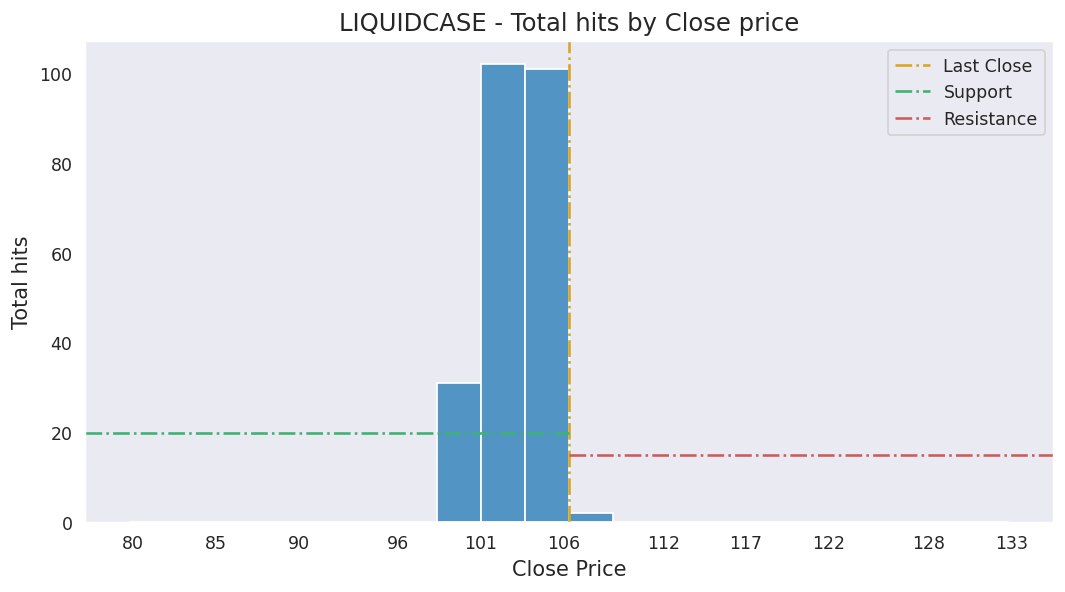 LIQUIDCASE - Total hits by Close price
Last Close
Support
Resistance
Total hits
100
80
60
40
20
0
80 85 90 96 101 106 112 117 122 128 133
Close Price